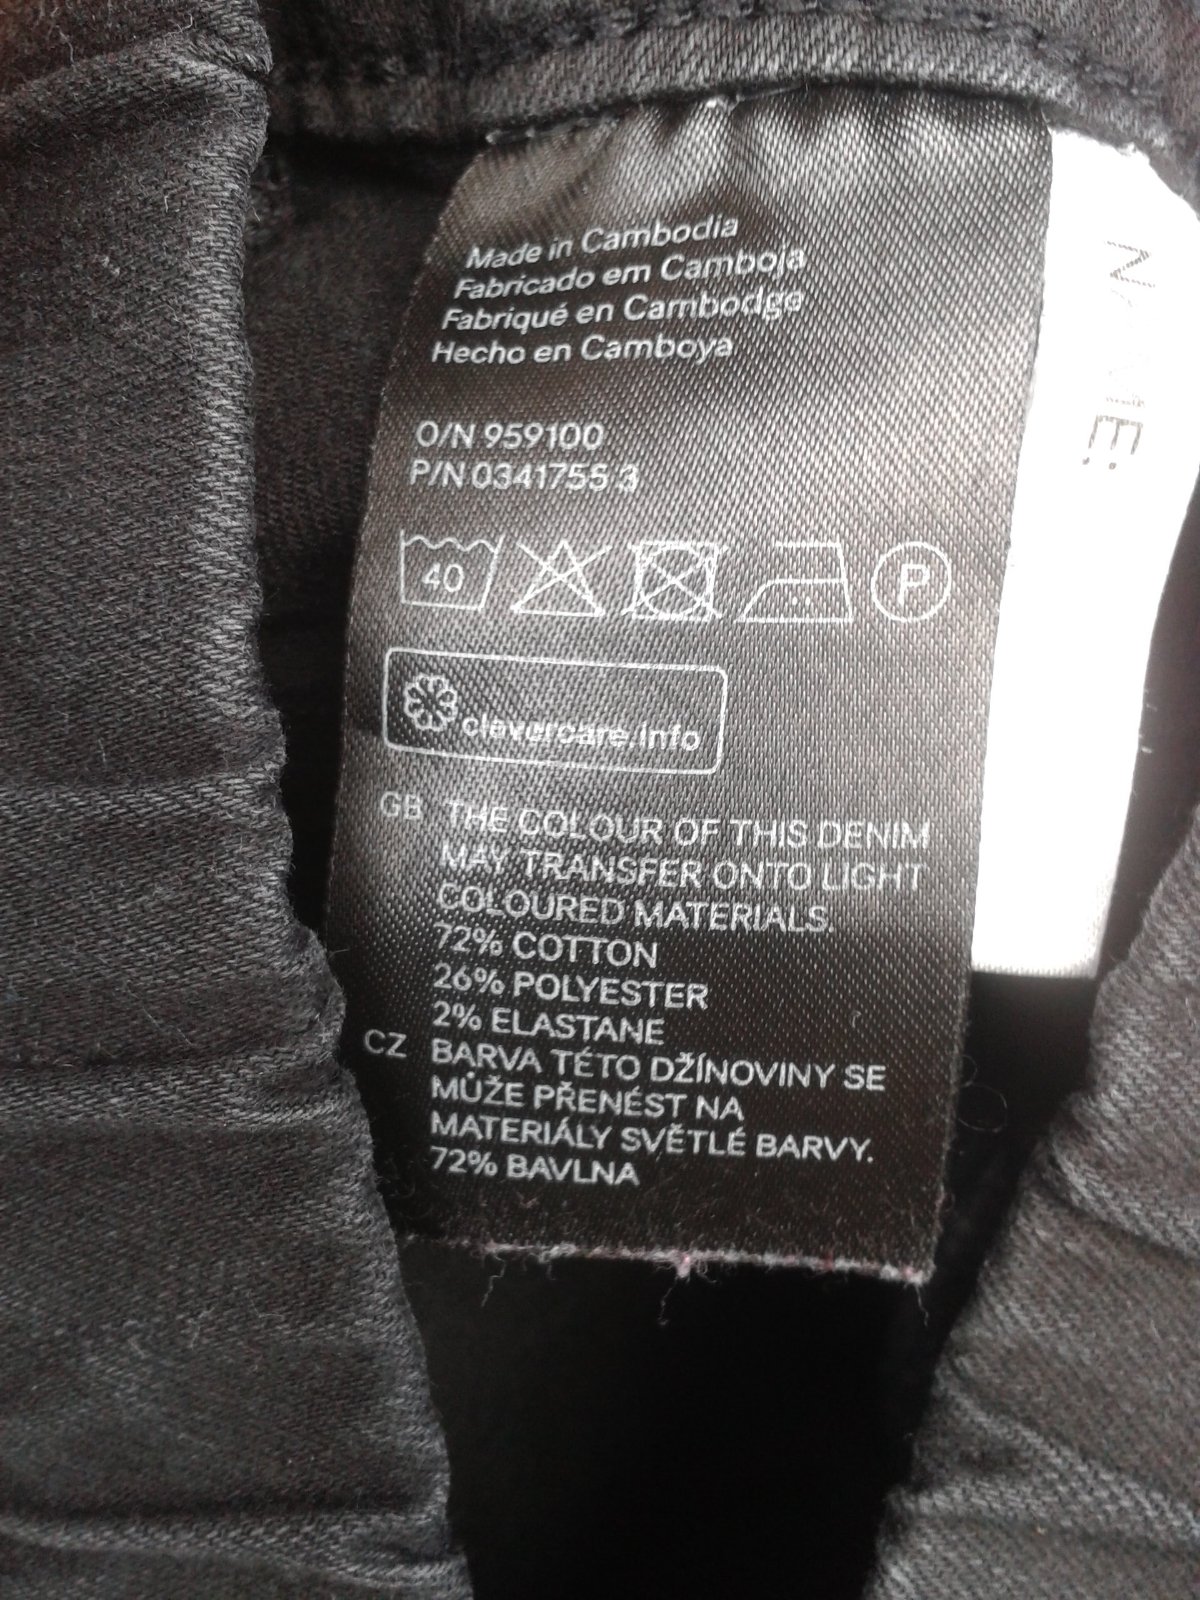 Made in Cambodia
Fabricado em Camboja
Fabriqué en Cambodge
Hecho en Camboya
O/N 959100
P/N 0341755 3
40
P
clevercare.info
GB THE COLOUR OF THIS DENIM
MAY TRANSFER ONTO LIGHT
COLOURED MATERIALS.
72% COTTON
26% POLYESTER
2% ELASTANE
CZ BARVA TÉTO DŽÍNOVINY SE
MŮŽE PŘENÉST NA
MATERIÁLY SVĚTLÉ BARVY.
72% BAVLNA
NAME: